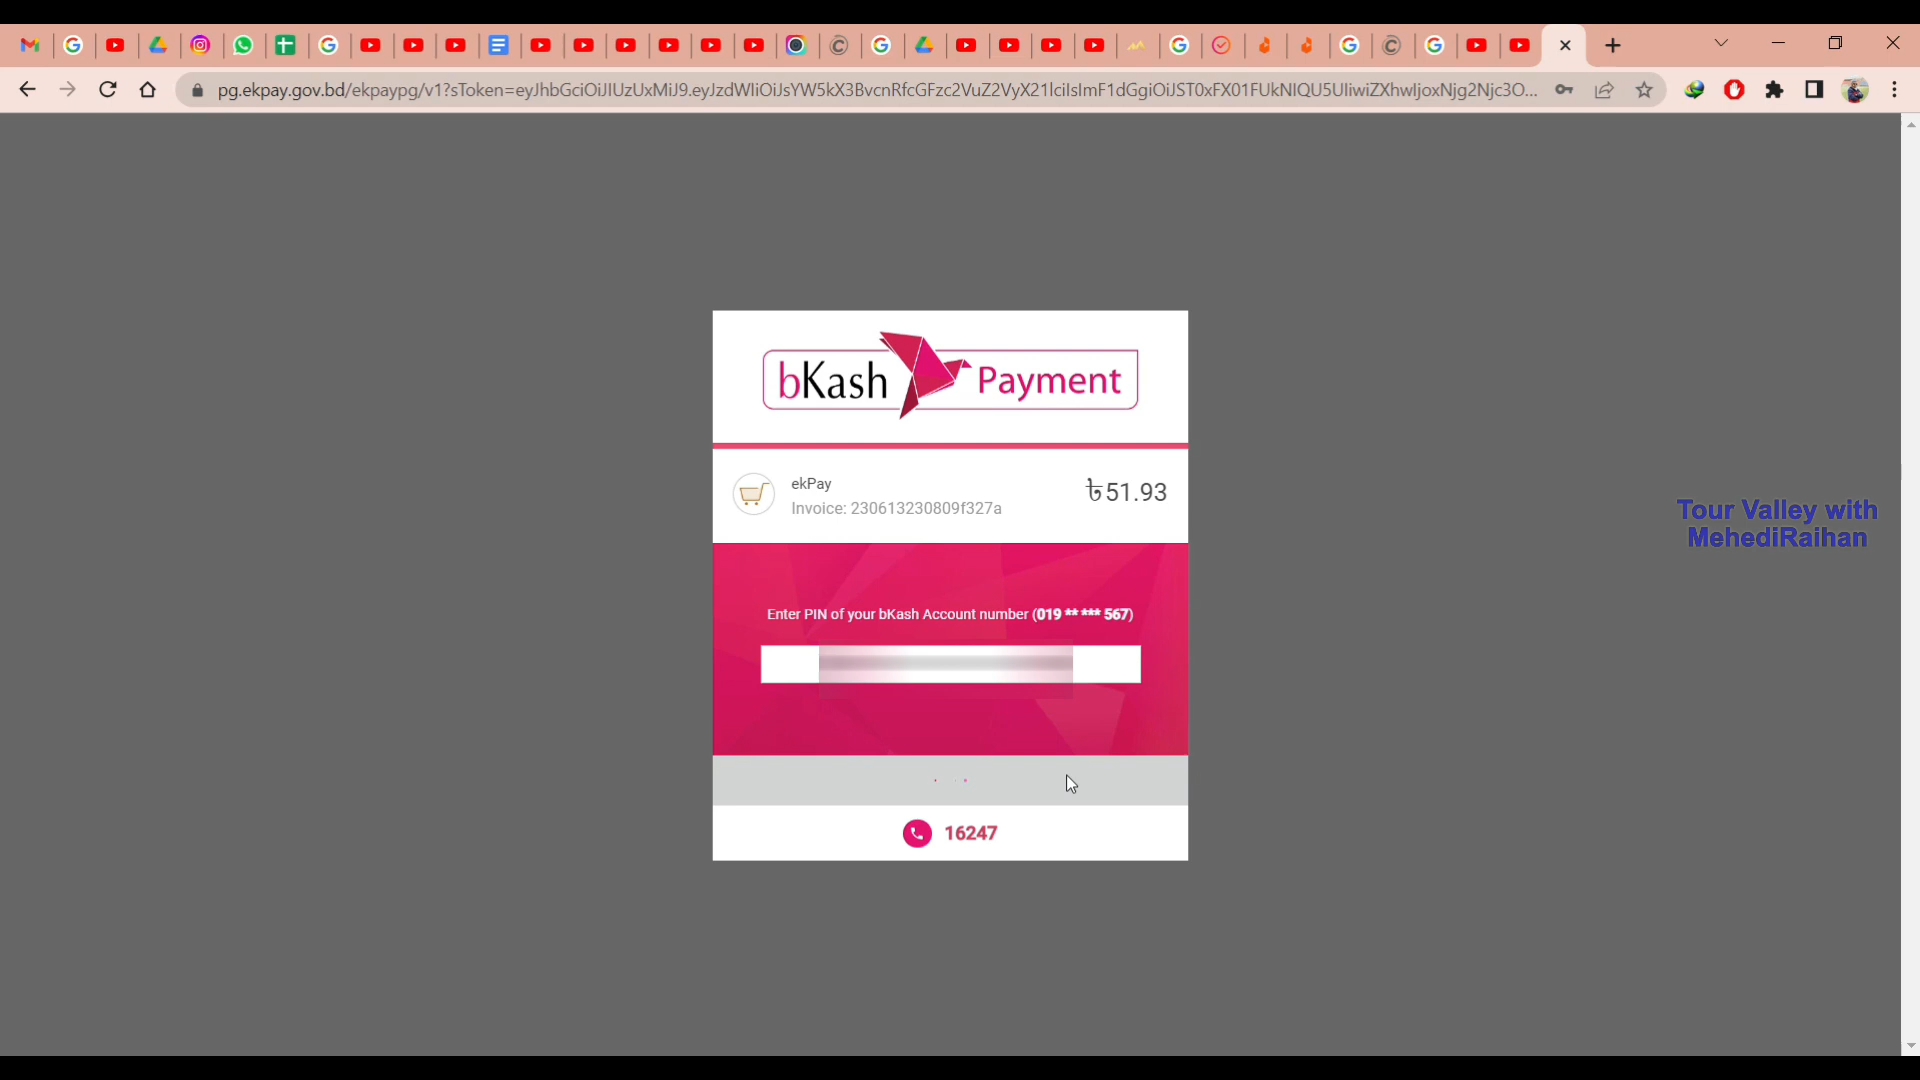 pg.ekpay.gov.bd/ekpaypg/v1?sToken=eyJhbGciOiJIUzUxMiJ9.eyJzdWIiOiJsYW5kX3BvcnRfcGFzc2VuZ2VyX21lciIsImF1dGgiOiJST0xFX01FUkNIQU5UIiwiZXhwIjoxNjg2Njc3O...
bKash Payment
ekPay
৳51.93
Invoice: 230613230809f327a
Tour Valley with
MehediRaihan
Enter PIN of your bKash Account number (019 ** *** 567)
16247